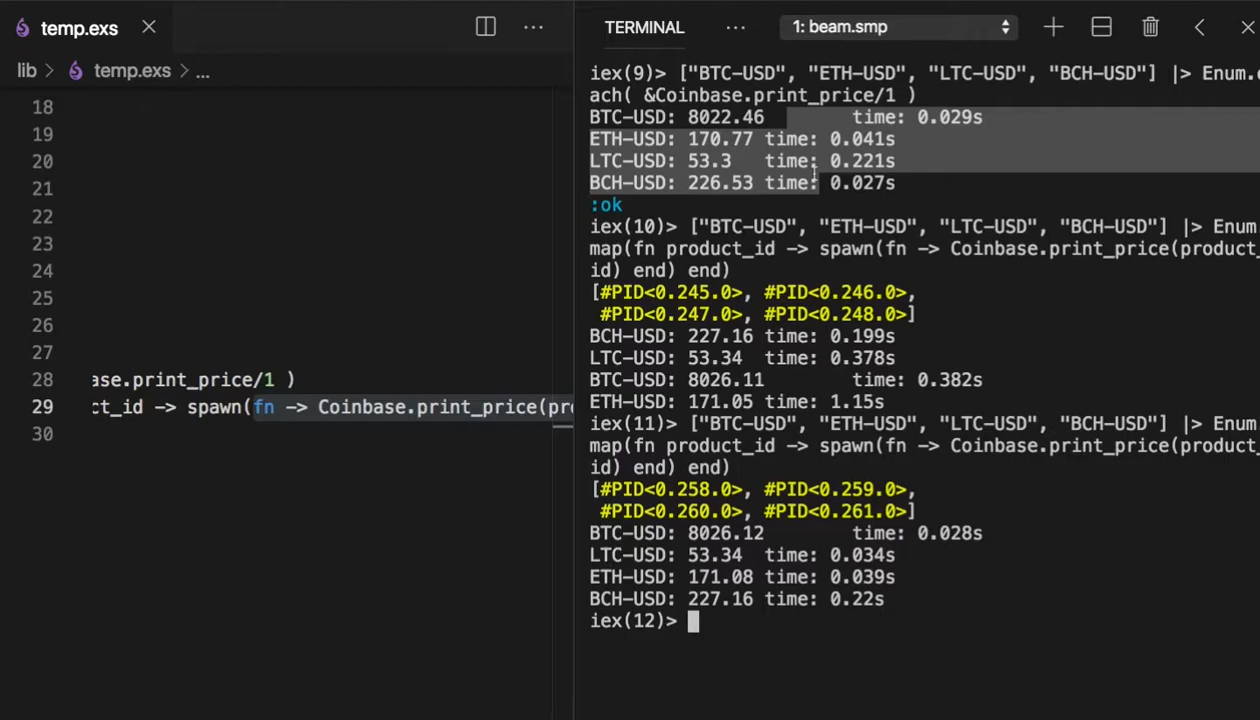 temp.exs
lib > temp.exs > ...
18
19
20
21
22
23
24
25
26
27
28 ase.print_price/1 )
29 ct_id -> spawn(fn -> Coinbase.print_price(pro
30
TERMINAL ... 1: beam.smp
iex(9)> ["BTC-USD", "ETH-USD", "LTC-USD", "BCH-USD"] |> Enum.e
ach( &Coinbase.print_price/1 )
BTC-USD: 8022.46 time: 0.029s
ETH-USD: 170.77 time: 0.041s
LTC-USD: 53.3 time: 0.221s
BCH-USD: 226.53 time: 0.027s
:ok
iex(10)> ["BTC-USD", "ETH-USD", "LTC-USD", "BCH-USD"] |> Enum
map(fn product_id -> spawn(fn -> Coinbase.print_price(product_
id) end) end)
[#PID<0.245.0>, #PID<0.246.0>,
#PID<0.247.0>, #PID<0.248.0>]
BCH-USD: 227.16 time: 0.199s
LTC-USD: 53.34 time: 0.378s
BTC-USD: 8026.11 time: 0.382s
ETH-USD: 171.05 time: 1.15s
iex(11)> ["BTC-USD", "ETH-USD", "LTC-USD", "BCH-USD"] |> Enum
map(fn product_id -> spawn(fn -> Coinbase.print_price(product_
id) end) end)
[#PID<0.258.0>, #PID<0.259.0>,
#PID<0.260.0>, #PID<0.261.0>]
BTC-USD: 8026.12 time: 0.028s
LTC-USD: 53.34 time: 0.034s
ETH-USD: 171.08 time: 0.039s
BCH-USD: 227.16 time: 0.22s
iex(12)>